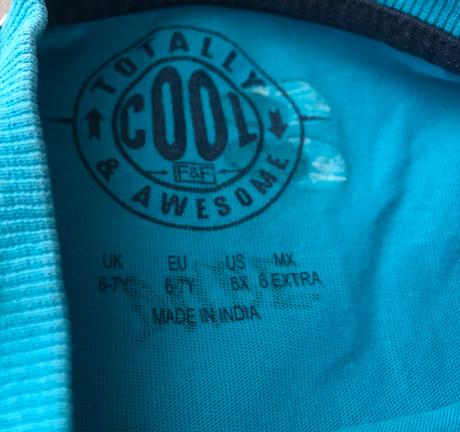 TOTALLY
COOL
F&F
& AWESOME
UK EU US MX
6-7Y 6-7Y 6X 6 EXTRA
MADE IN INDIA